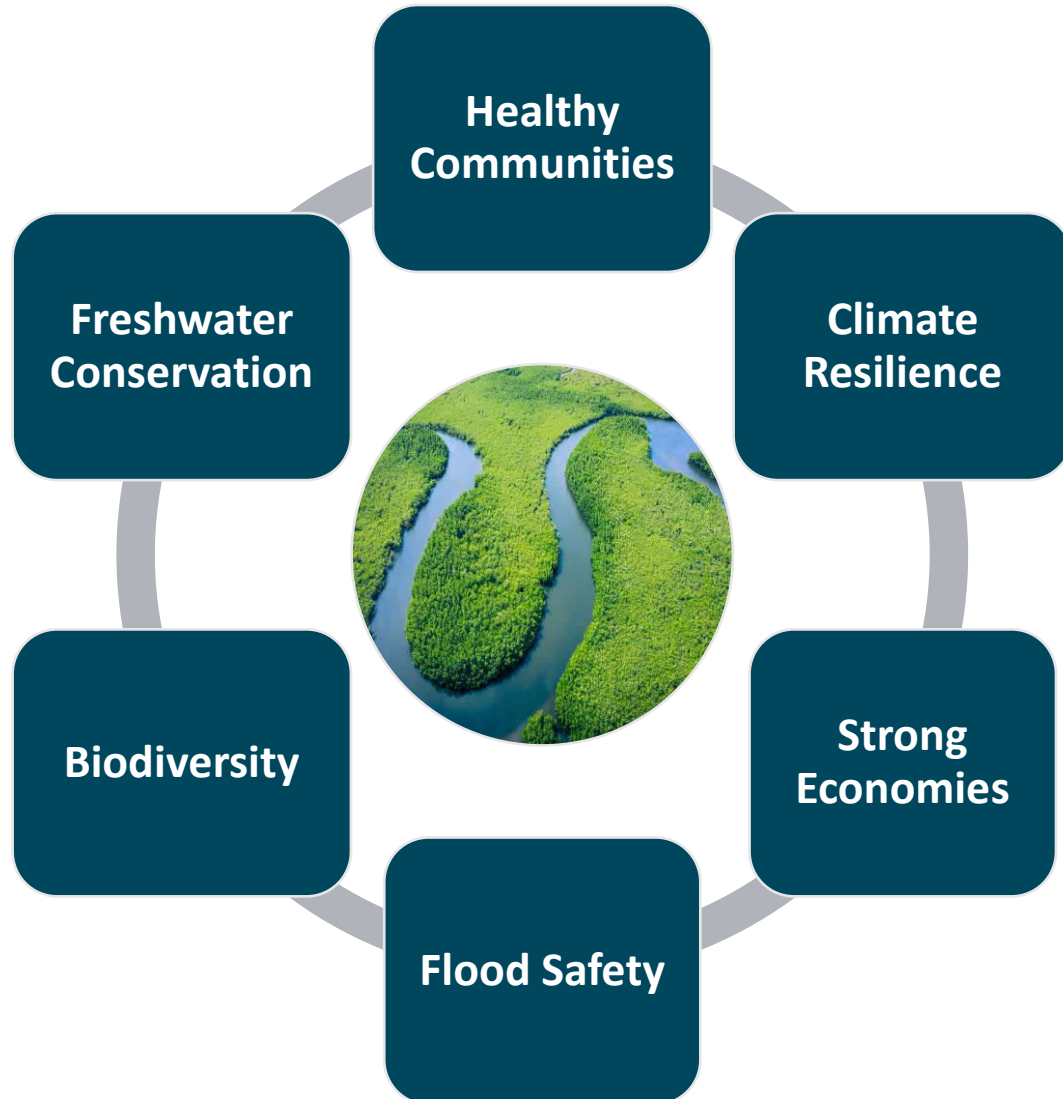 Healthy
Communities
Climate
Resilience
Strong
Economies
Flood Safety
Biodiversity
Freshwater
Conservation